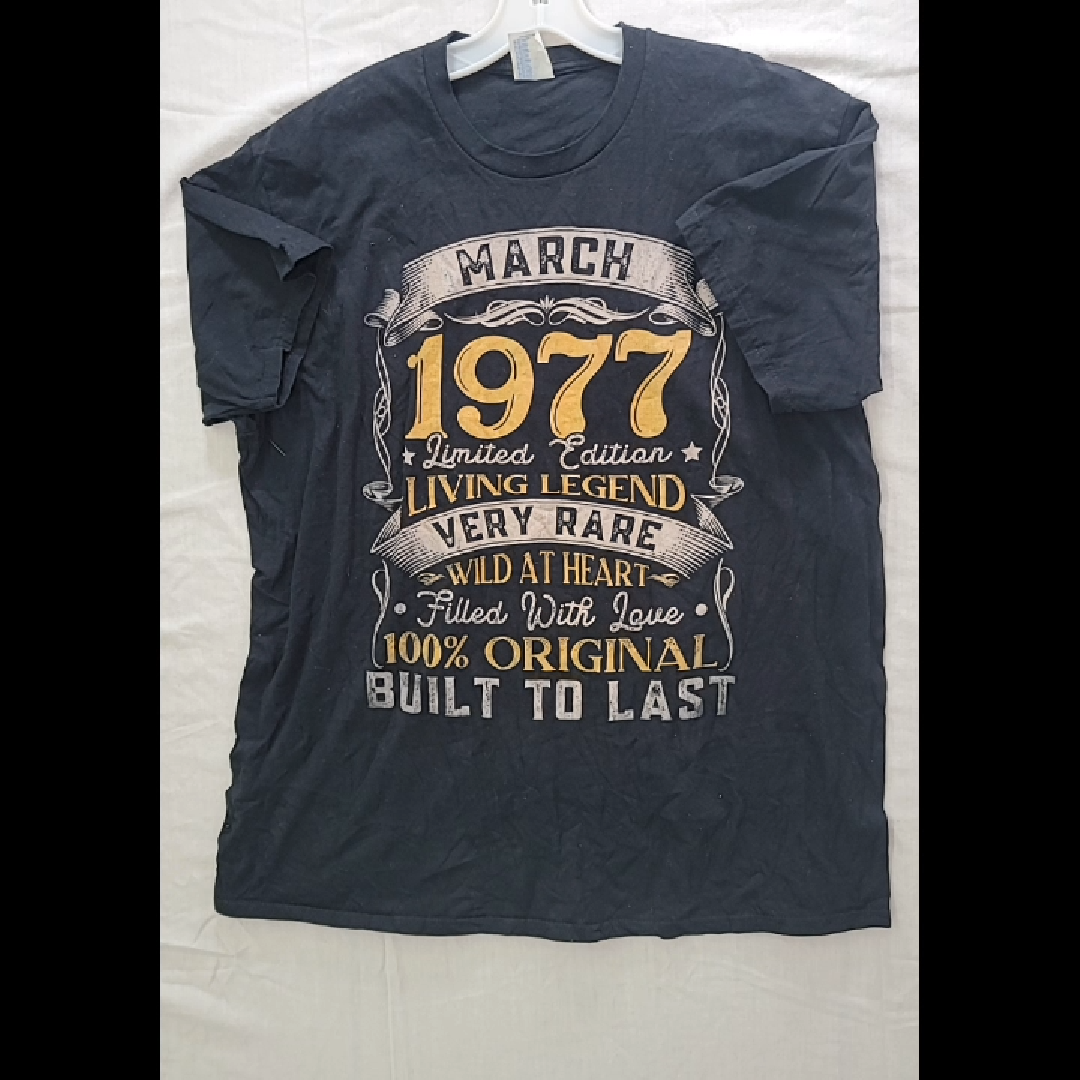 MARCH
1977
Limited Edition
LIVING LEGEND
VERY RARE
WILD AT HEART
Filled With Love
100% ORIGINAL
BUILT TO LAST